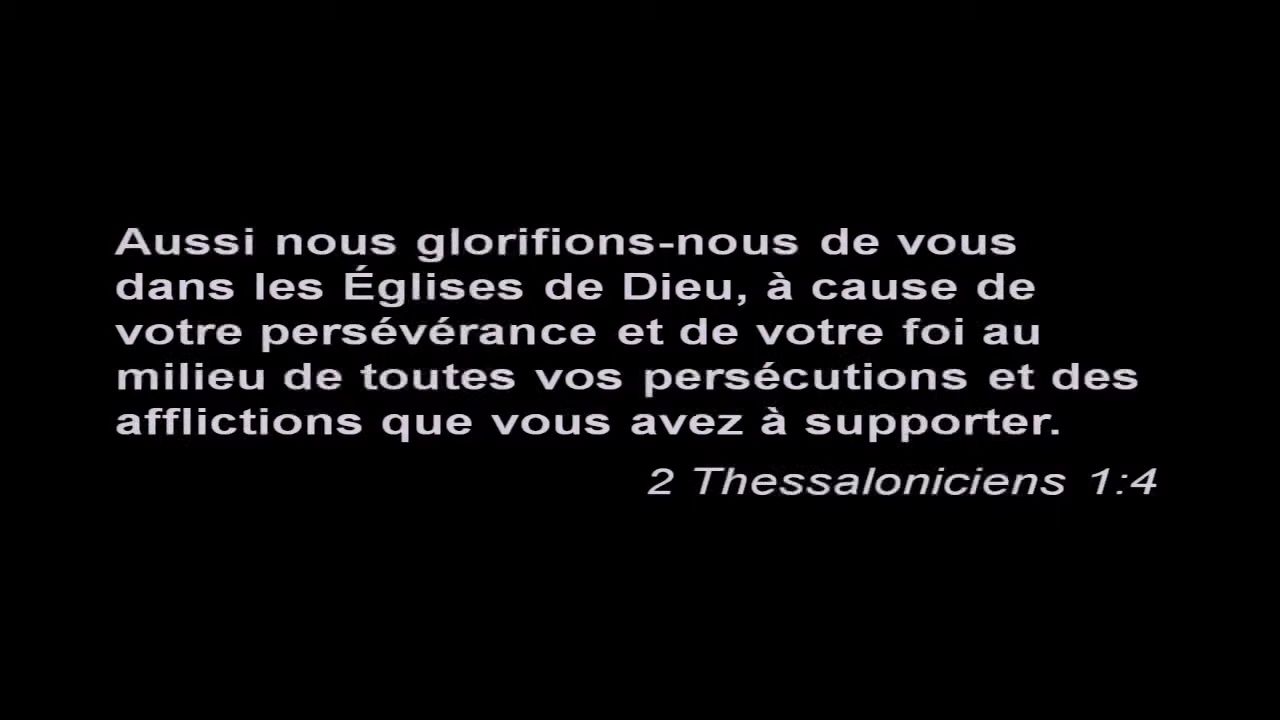 Aussi nous glorifions-nous de vous
dans les Églises de Dieu, à cause de
votre persévérance et de votre foi au
milieu de toutes vos persécutions et des
afflictions que vous avez à supporter.
2 Thessaloniciens 1:4